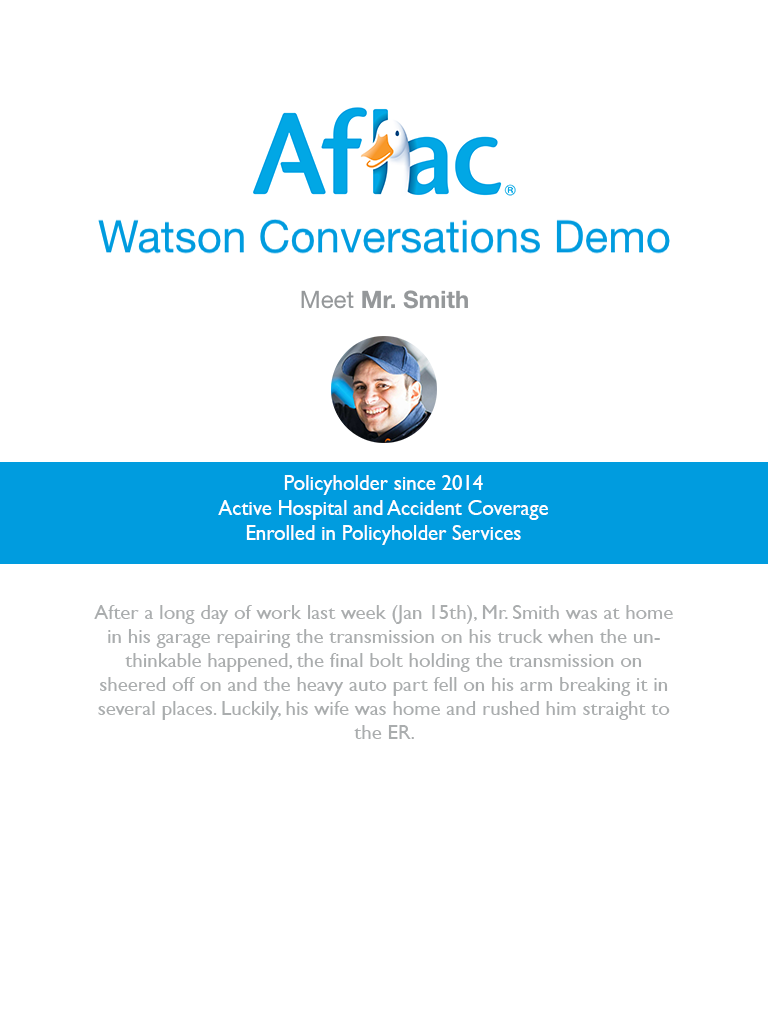 Aflac®
Watson Conversations Demo
Meet Mr. Smith
Policyholder since 2014
Active Hospital and Accident Coverage
Enrolled in Policyholder Services
After a long day of work last week (Jan 15th), Mr. Smith was at home
in his garage repairing the transmission on his truck when the un-
thinkable happened, the final bolt holding the transmission on
sheered off on and the heavy auto part fell on his arm breaking it in
several places. Luckily, his wife was home and rushed him straight to
the ER.